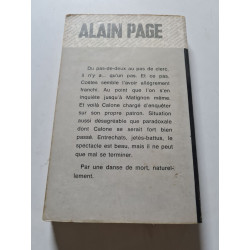 ALAIN PAGE
Du pas-de-deux au pas de clerc,
il n'y a... qu'un pas. Et ce pas,
Costes semble l'avoir allègrement
franchi. Au point que l'on s'en
inquiète jusqu'à Matignon même.
Et voilà Calone chargé d'enquêter
sur son propre patron. Situation
aussi désagréable que paradoxale
dont Calone se serait fort bien
passé. Entrechats, jetés-battus, le
spectacle est beau, mais il ne peut
que mal se terminer.
Par une danse de mort, naturel-
lement.